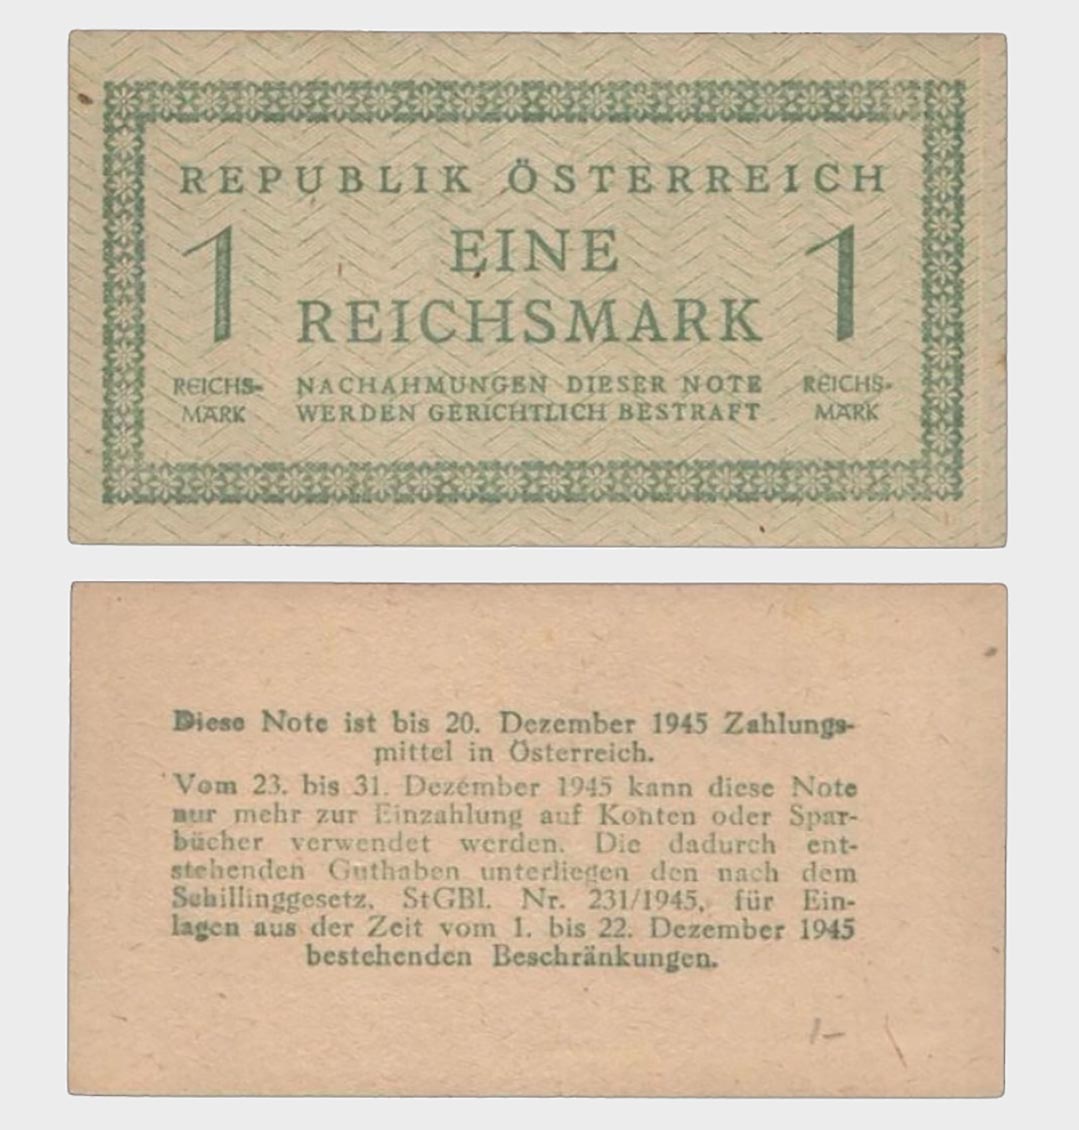 REPUBLIK ÖSTERREICH
1 EINE 1
REICHSMARK
REICHS- NACHAHMUNGEN DIESER NOTE REICHS-
MARK WERDEN GERICHTLICH BESTRAFT MARK
Diese Note ist bis 20. Dezember 1945 Zahlungs-
mittel in Österreich.
Vom 23. bis 31. Dezember 1945 kann diese Note
nur mehr zur Einzahlung auf Konten oder Spar-
bücher verwendet werden. Die dadurch ent-
stehenden Guthaben unterliegen den nach dem
Schillinggesetz, StGBl. Nr. 231/1945, für Ein-
lagen aus der Zeit vom 1. bis 22. Dezember 1945
bestehenden Beschränkungen.
1-